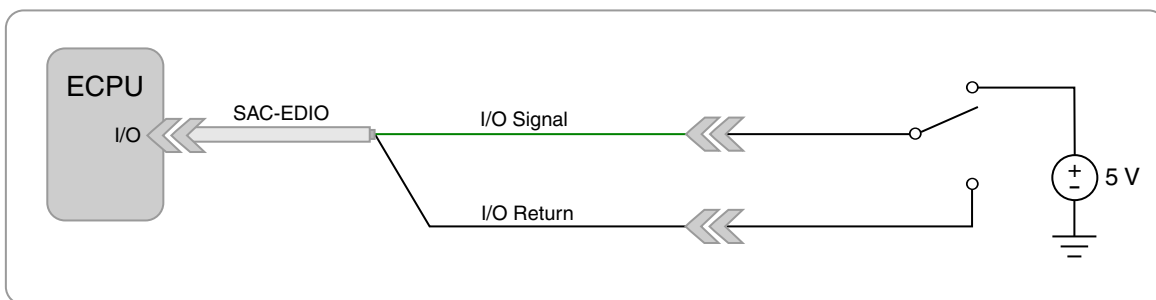 ECPU
I/O
SAC-EDIO
I/O Signal
I/O Return
+
-
5 V